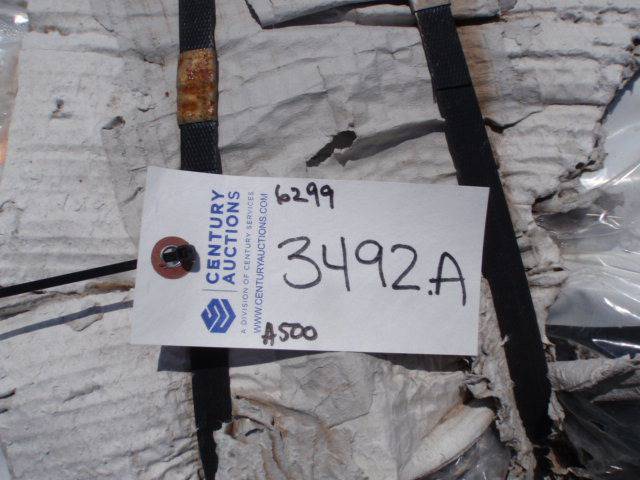 6299
3492.A
A500
CENTURY
AUCTIONS
A DIVISION OF CENTURY SERVICES
WWW.CENTURYAUCTIONS.COM